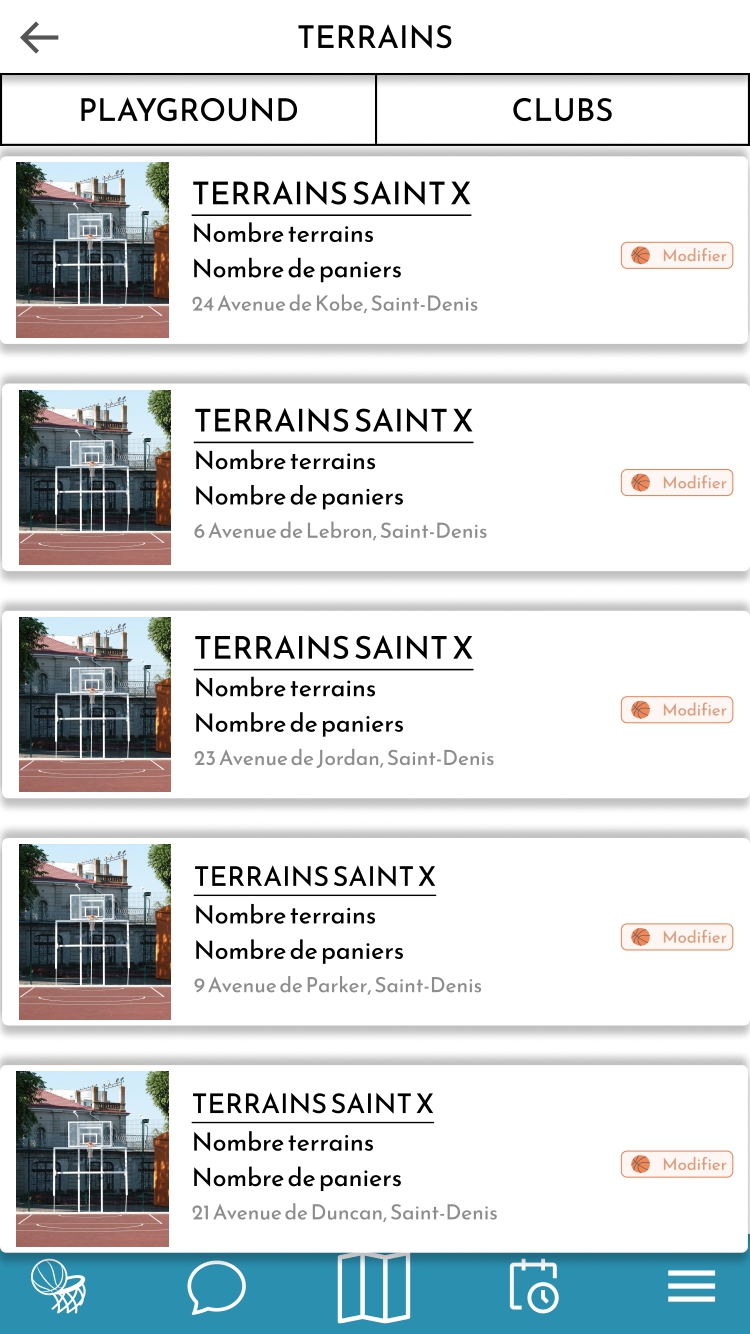 TERRAINS
PLAYGROUND CLUBS
TERRAINS SAINT X
Nombre terrains
Nombre de paniers
24 Avenue de Kobe, Saint-Denis
Modifier
TERRAINS SAINT X
Nombre terrains
Nombre de paniers
6 Avenue de Lebron, Saint-Denis
Modifier
TERRAINS SAINT X
Nombre terrains
Nombre de paniers
23 Avenue de Jordan, Saint-Denis
Modifier
TERRAINS SAINT X
Nombre terrains
Nombre de paniers
9 Avenue de Parker, Saint-Denis
Modifier
TERRAINS SAINT X
Nombre terrains
Nombre de paniers
21 Avenue de Duncan, Saint-Denis
Modifier